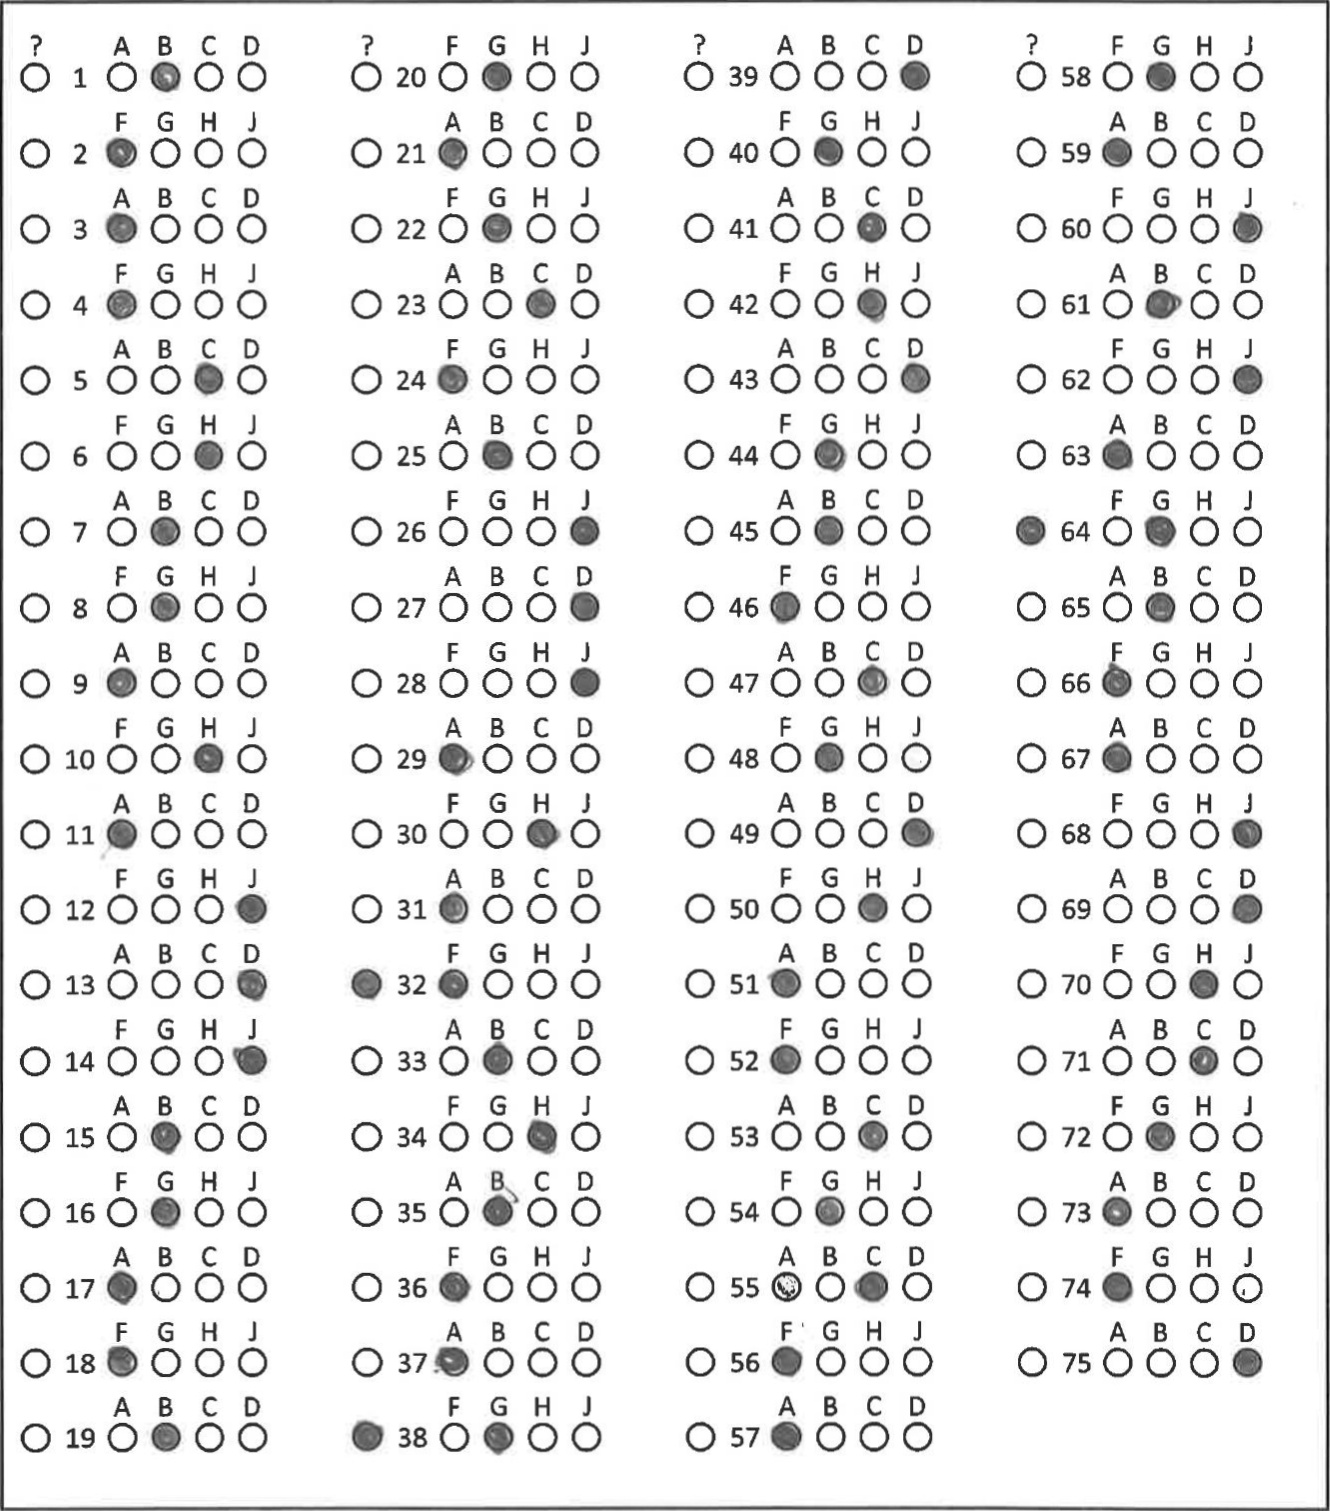 ? A B C D
1
F G H J
2
A B C D
3
F G H J
4
A B C D
5
F G H J
6
A B C D
7
F G H J
8
A B C D
9
F G H J
10
A B C D
11
F G H J
12
A B C D
13
F G H J
14
A B C D
15
F G H J
16
A B C D
17
F G H J
18
A B C D
19
? F G H J
20
A B C D
21
F G H J
22
A B C D
23
F G H J
24
A B C D
25
F G H J
26
A B C D
27
F G H J
28
A B C D
29
F G H J
30
A B C D
31
F G H J
32
A B C D
33
F G H J
34
A B C D
35
F G H J
36
A B C D
37
F G H J
38
? A B C D
39
F G H J
40
A B C D
41
F G H J
42
A B C D
43
F G H J
44
A B C D
45
F G H J
46
A B C D
47
F G H J
48
A B C D
49
F G H J
50
A B C D
51
F G H J
52
A B C D
53
F G H J
54
A B C D
55
F G H J
56
A B C D
57
? F G H J
58
A B C D
59
F G H J
60
A B C D
61
F G H J
62
A B C D
63
F G H J
64
A B C D
65
F G H J
66
A B C D
67
F G H J
68
A B C D
69
F G H J
70
A B C D
71
F G H J
72
A B C D
73
F G H J
74
A B C D
75